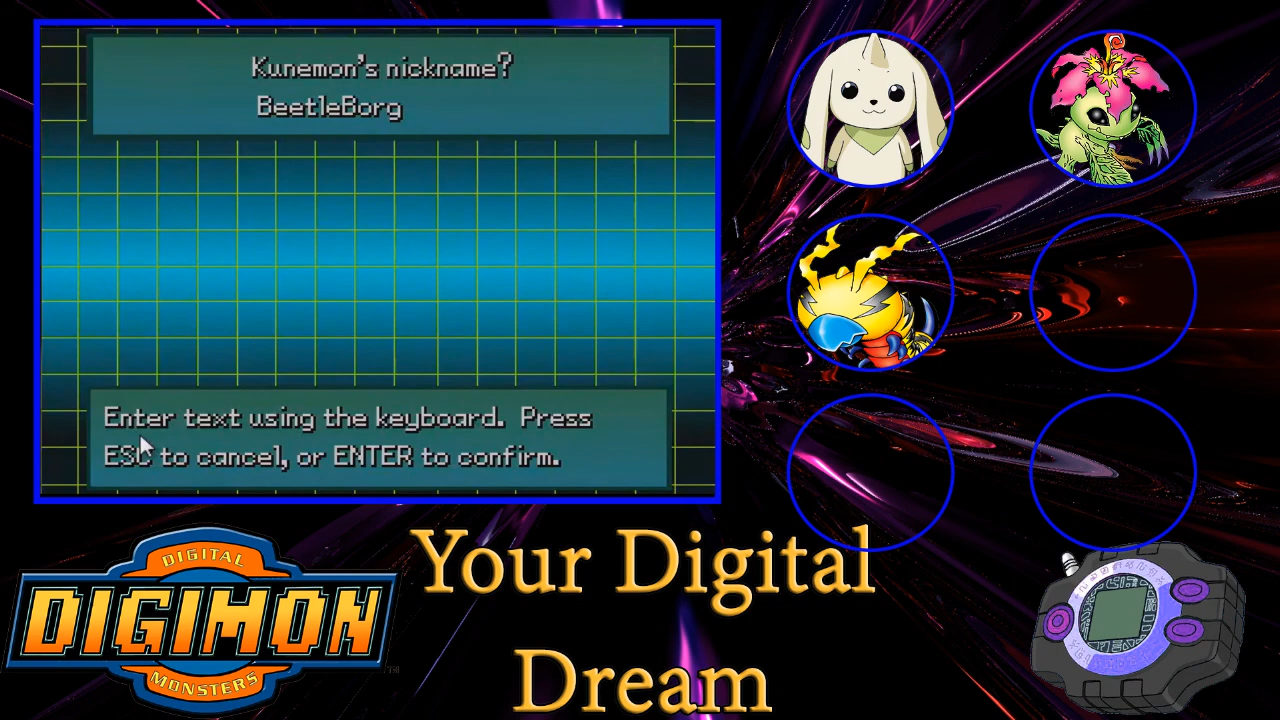 Kunemon's nickname?
BeetleBorg
Enter text using the keyboard. Press
ESC to cancel, or ENTER to confirm.
DIGITAL
DIGIMON
MONSTERS
TM
Your Digital
Dream